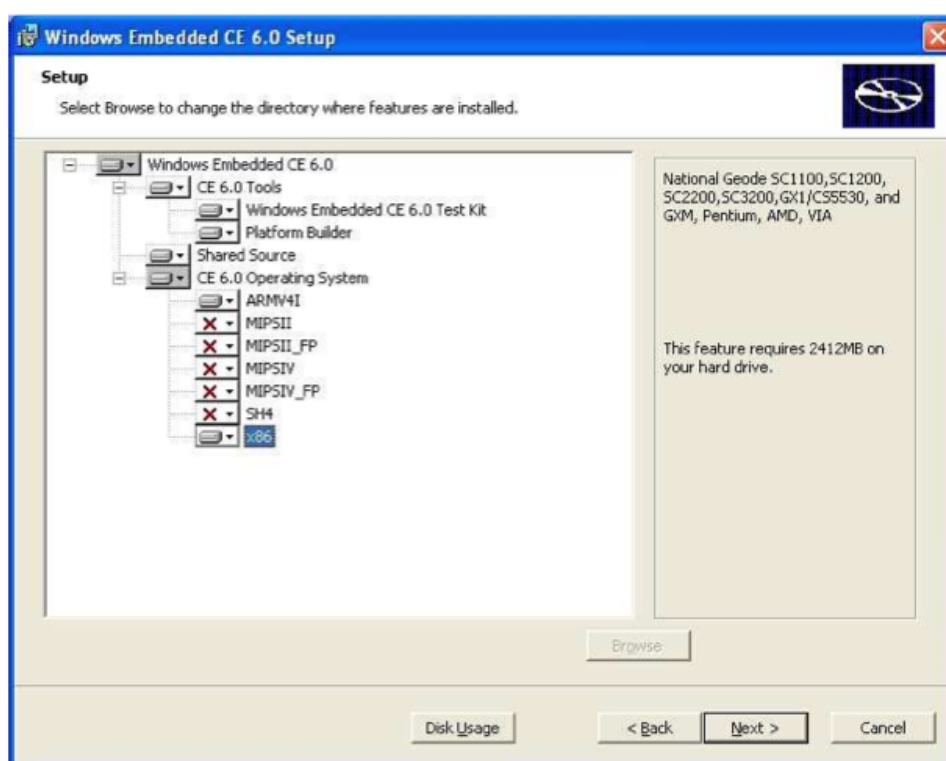 Windows Embedded CE 6.0 Setup
Setup
Select Browse to change the directory where features are installed.
Windows Embedded CE 6.0
CE 6.0 Tools
Windows Embedded CE 6.0 Test Kit
Platform Builder
Shared Source
CE 6.0 Operating System
ARMV4I
MIPSII
MIPSII_FP
MIPSIV
MIPSIV_FP
SH4
x86
National Geode SC1100,SC1200,
SC2200,SC3200,GX1/CS5530, and
GXM, Pentium, AMD, VIA
This feature requires 2412MB on
your hard drive.
Browse
Disk Usage
< Back
Next >
Cancel